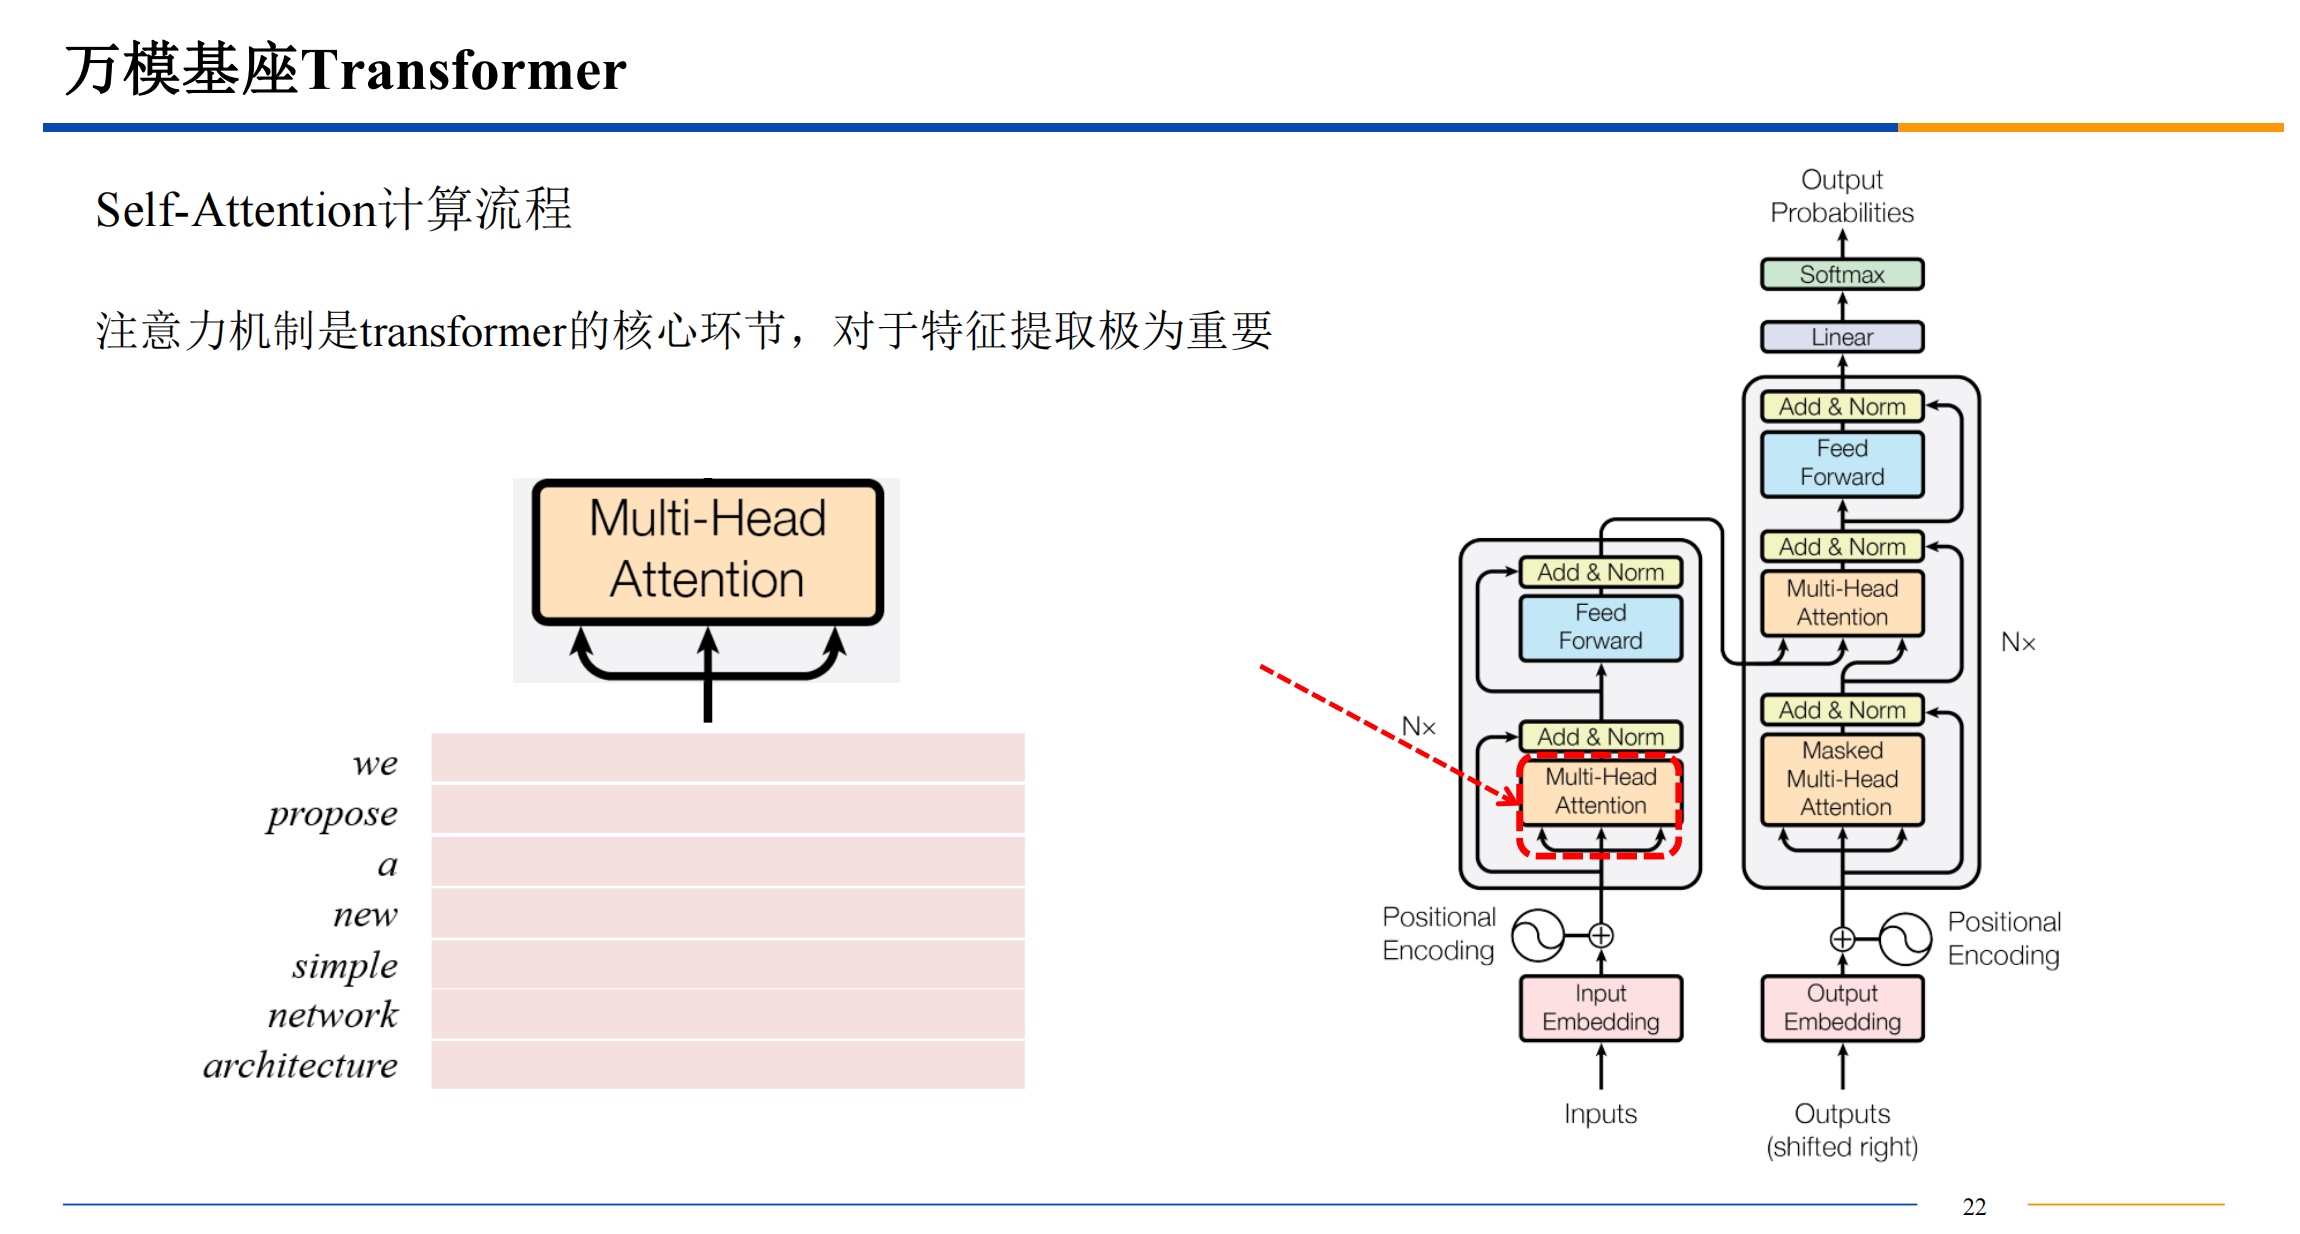 万模基座Transformer
Self-Attention计算流程
注意力机制是transformer的核心环节，对于特征提取极为重要
Multi-Head
Attention
we
propose
a
new
simple
network
architecture
Output
Probabilities
Softmax
Linear
Add & Norm
Feed
Forward
Add & Norm
Multi-Head
Attention
Nx
Add & Norm
Masked
Multi-Head
Attention
Positional
Encoding
Output
Embedding
Outputs
(shifted right)
Add & Norm
Feed
Forward
Nx
Add & Norm
Multi-Head
Attention
Positional
Encoding
Input
Embedding
Inputs
22